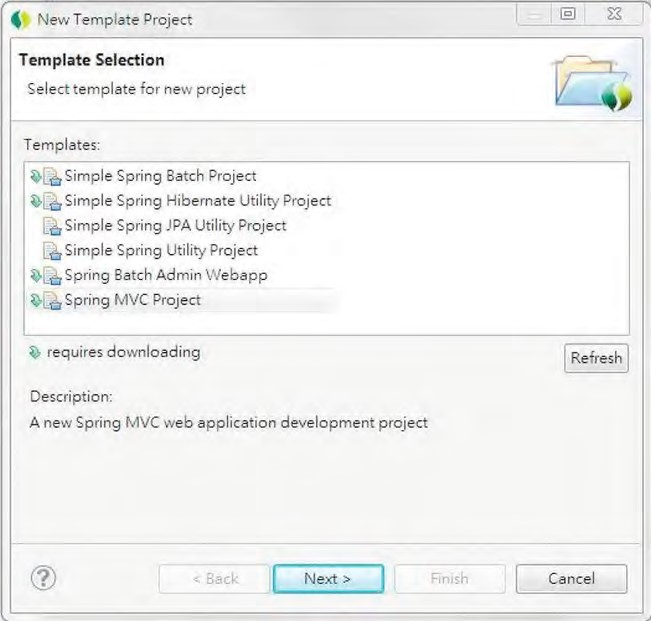 New Template Project
Template Selection
Select template for new project
Templates:
Simple Spring Batch Project
Simple Spring Hibernate Utility Project
Simple Spring JPA Utility Project
Simple Spring Utility Project
Spring Batch Admin Webapp
Spring MVC Project
requires downloading
Refresh
Description:
A new Spring MVC web application development project
?
< Back
Next >
Finish
Cancel